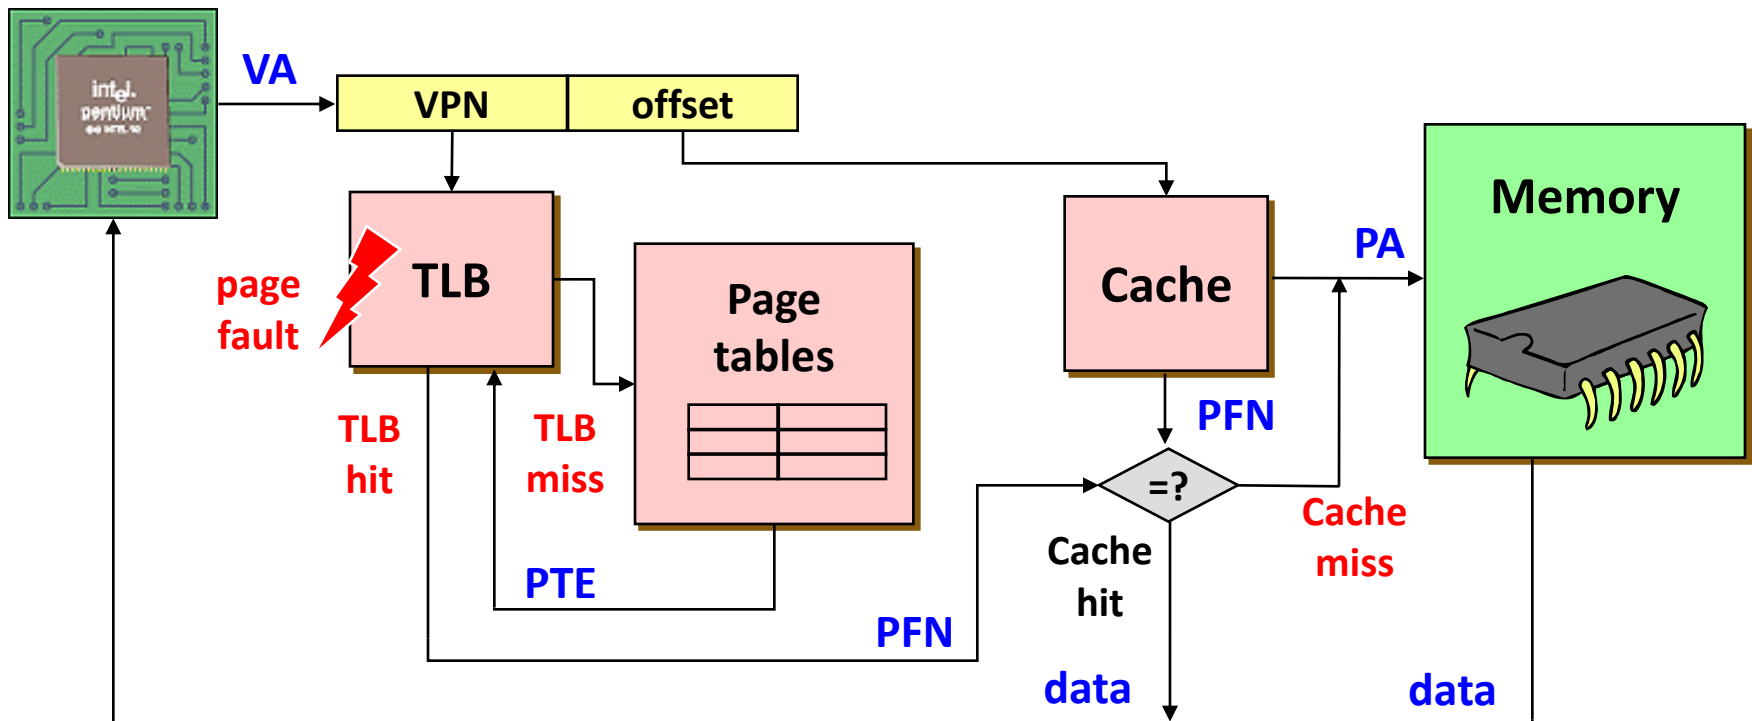 intel.
pentium
VA
VPN
offset
TLB
page
fault
Page
tables
Cache
PA
Memory
TLB
hit
TLB
miss
PFN
=?
Cache
miss
Cache
hit
PTE
PFN
data
data